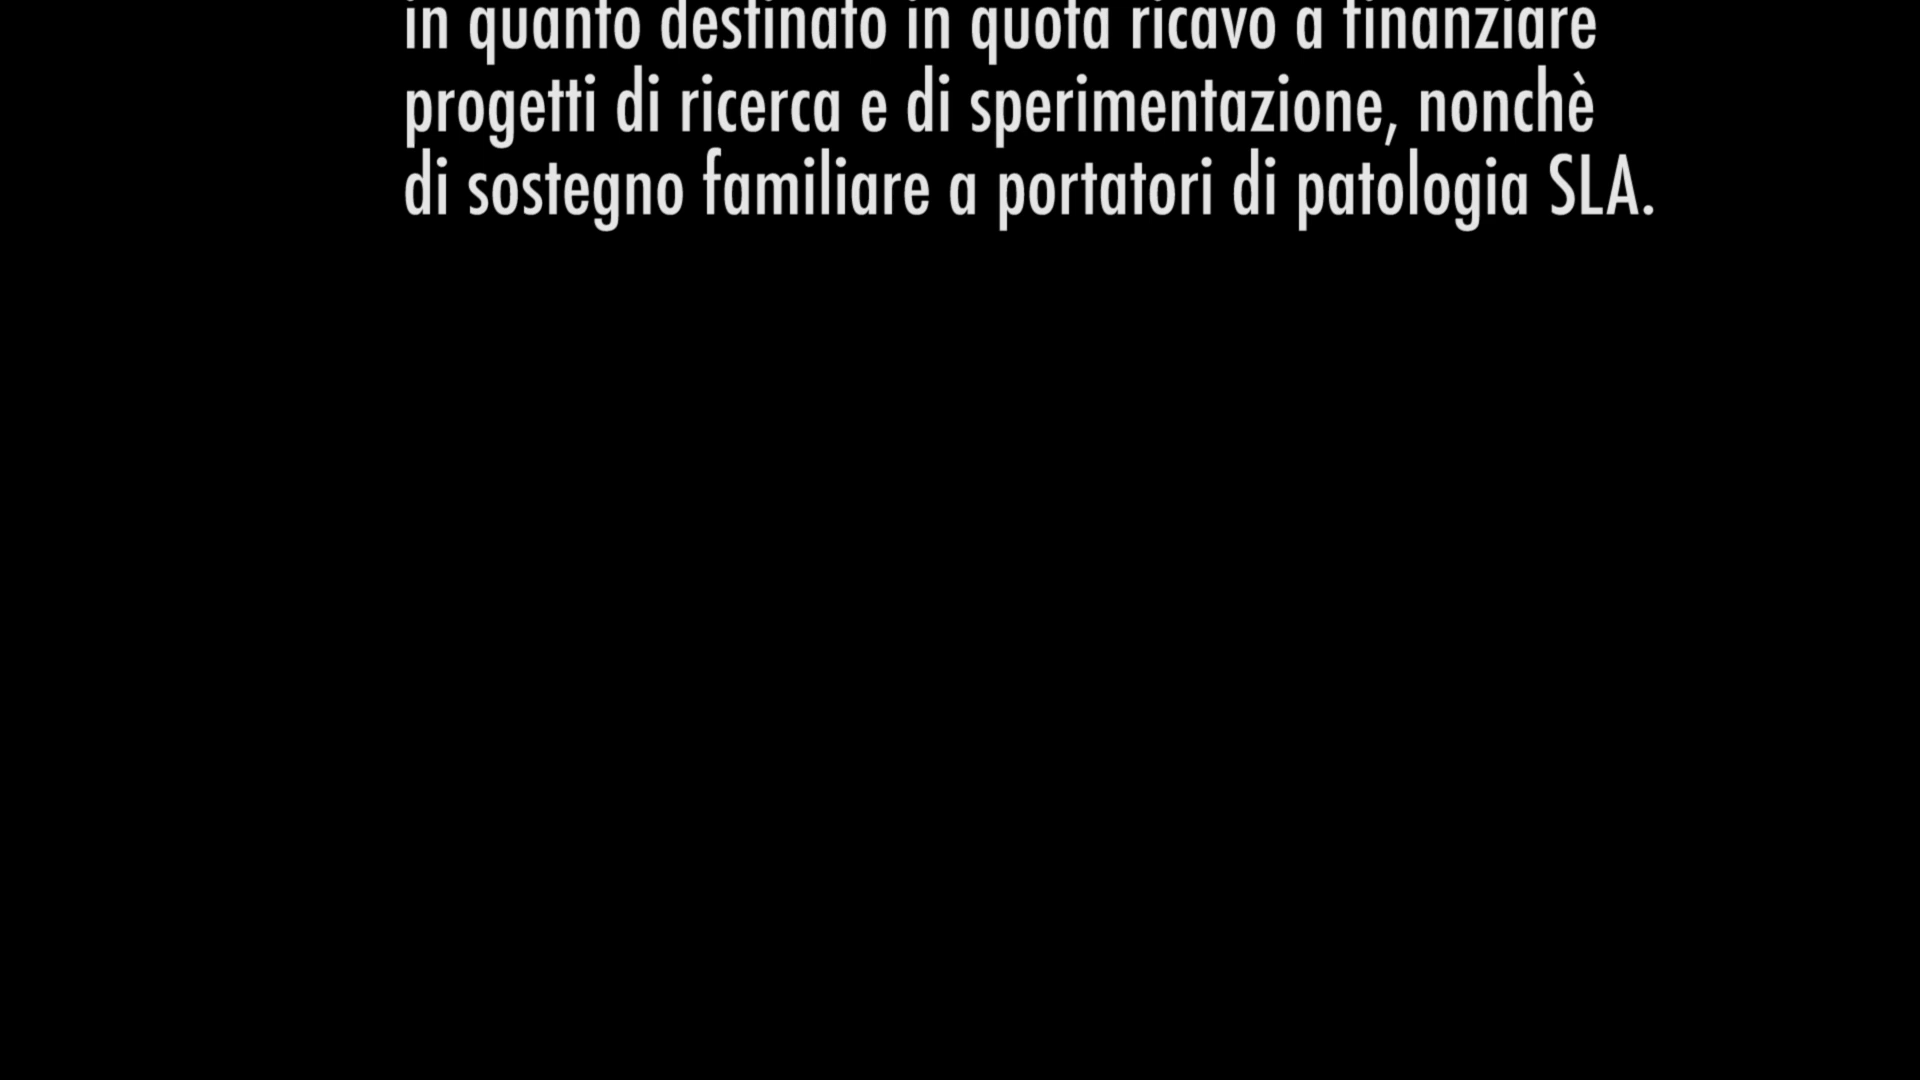 in quanto destinato in quota ricavo a finanziare
progetti di ricerca e di sperimentazione, nonchè
di sostegno familiare a portatori di patologia SLA.